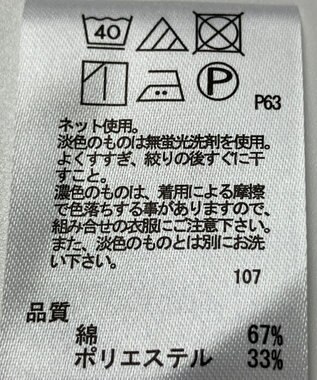 40
P
P63
ネット使用。
淡色のものは無蛍光洗剤を使用。
よくすすぎ、絞りの後すぐに干
すこと。
濃色のものは、着用による摩擦
で色落ちする事がありますので、
組み合せの衣服にご注意下さい。
また、淡色のものとは別にお洗
い下さい。
107
品質
綿 67%
ポリエステル 33%